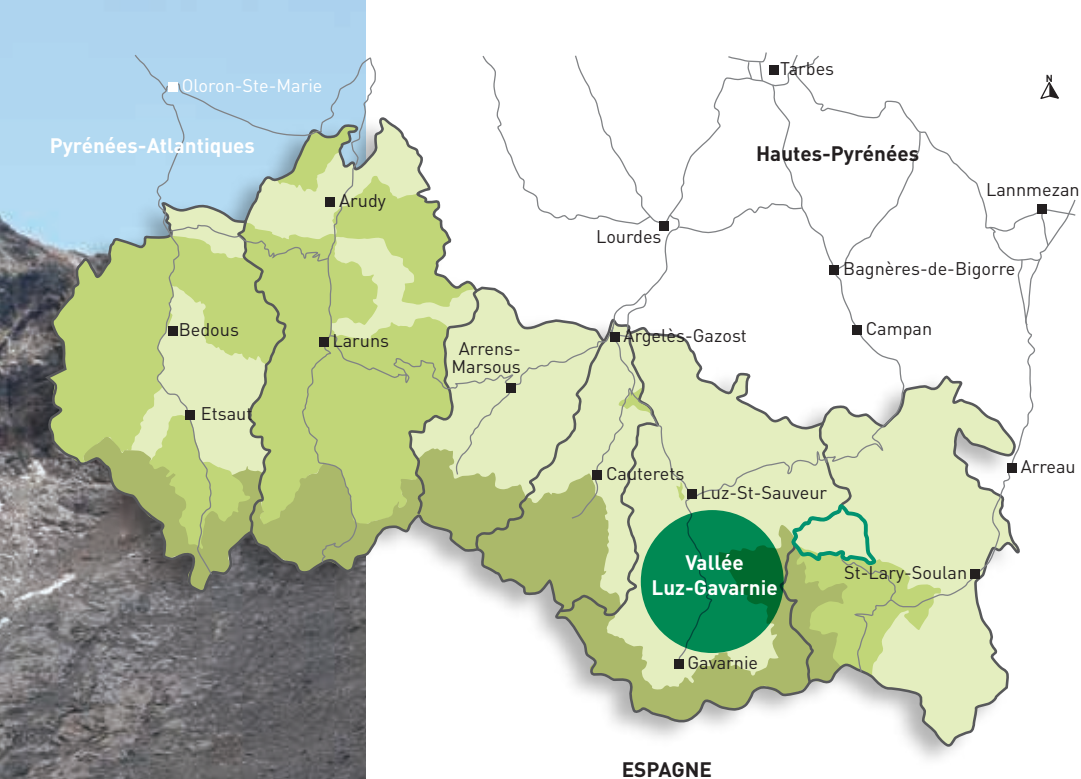 Tarbes
N
Oloron-Ste-Marie
Pyrénées-Atlantiques
Hautes-Pyrénées
Lannmezan
Arudy
Lourdes
Bagnères-de-Bigorre
Bedous
Laruns
Argelès-Gazost
Campan
Arrens-
Marsous
Etsaut
Cauterets
Luz-St-Sauveur
Arreau
Vallée
Luz-Gavarnie
St-Lary-Soulan
Gavarnie
ESPAGNE